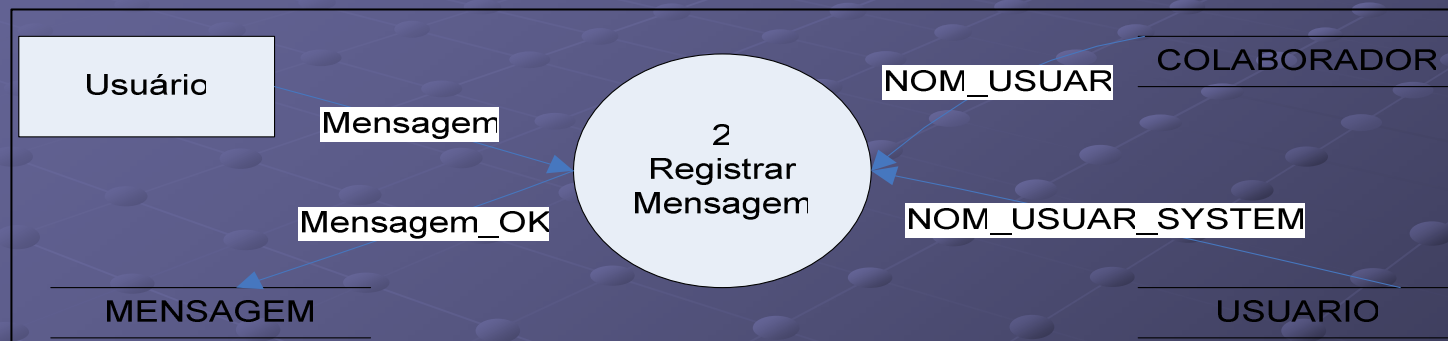 Usuário
Mensagem
Mensagem_OK
MENSAGEM
2
Registrar
Mensagem
NOM_USUAR
COLABORADOR
NOM_USUAR_SYSTEM
USUARIO